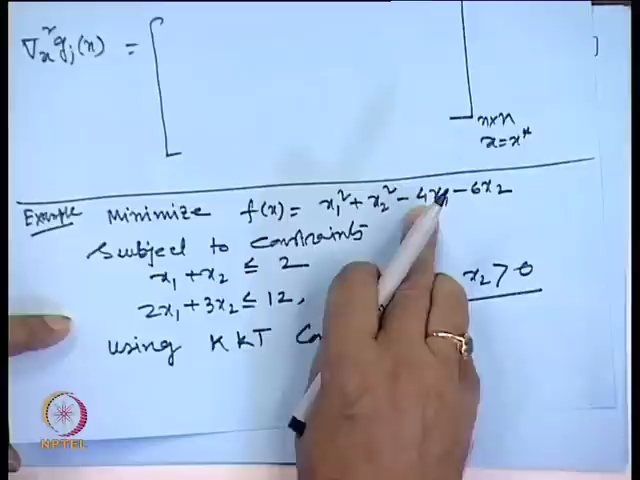 ∇ₓ² gⱼ(x) = [ ]ₙₓₙ
x = x*
Example Minimize f(x) = x₁² + x₂² − 4x₁ − 6x₂
Subject to constraints
x₁ + x₂ ≤ 2
2x₁ + 3x₂ ≤ 12, x₂ > 0
using KKT
NPTEL